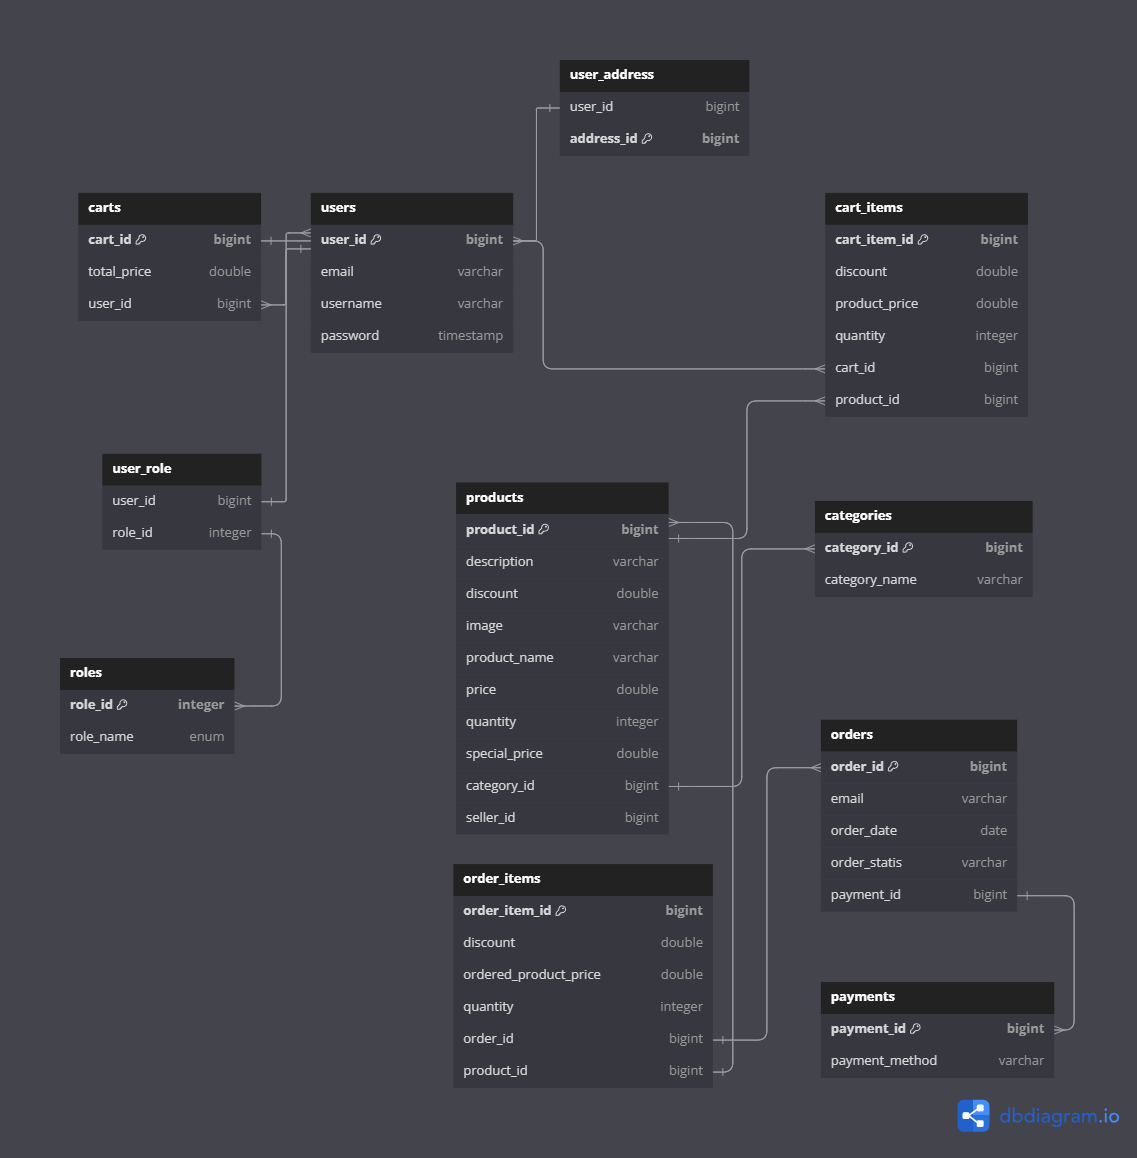 user_address
user_id bigint
address_id bigint
carts
cart_id bigint
total_price double
user_id bigint
users
user_id bigint
email varchar
username varchar
password timestamp
cart_items
cart_item_id bigint
discount double
product_price double
quantity integer
cart_id bigint
product_id bigint
user_role
user_id bigint
role_id integer
products
product_id bigint
description varchar
discount double
image varchar
product_name varchar
price double
quantity integer
special_price double
category_id bigint
seller_id bigint
categories
category_id bigint
category_name varchar
roles
role_id integer
role_name enum
orders
order_id bigint
email varchar
order_date date
order_statis varchar
payment_id bigint
order_items
order_item_id bigint
discount double
ordered_product_price double
quantity integer
order_id bigint
product_id bigint
payments
payment_id bigint
payment_method varchar
dbdiagram.io